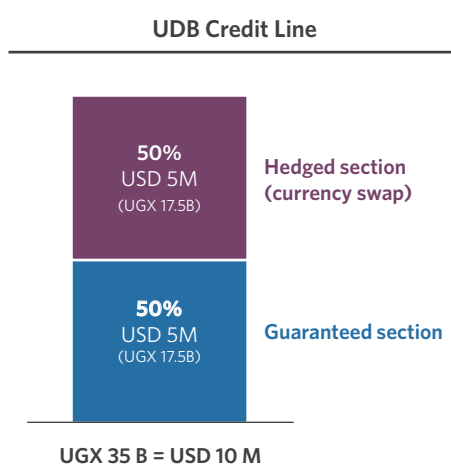 UDB Credit Line
50%
USD 5M
(UGX 17.5B)
Hedged section
(currency swap)
50%
USD 5M
(UGX 17.5B)
Guaranteed section
UGX 35 B = USD 10 M